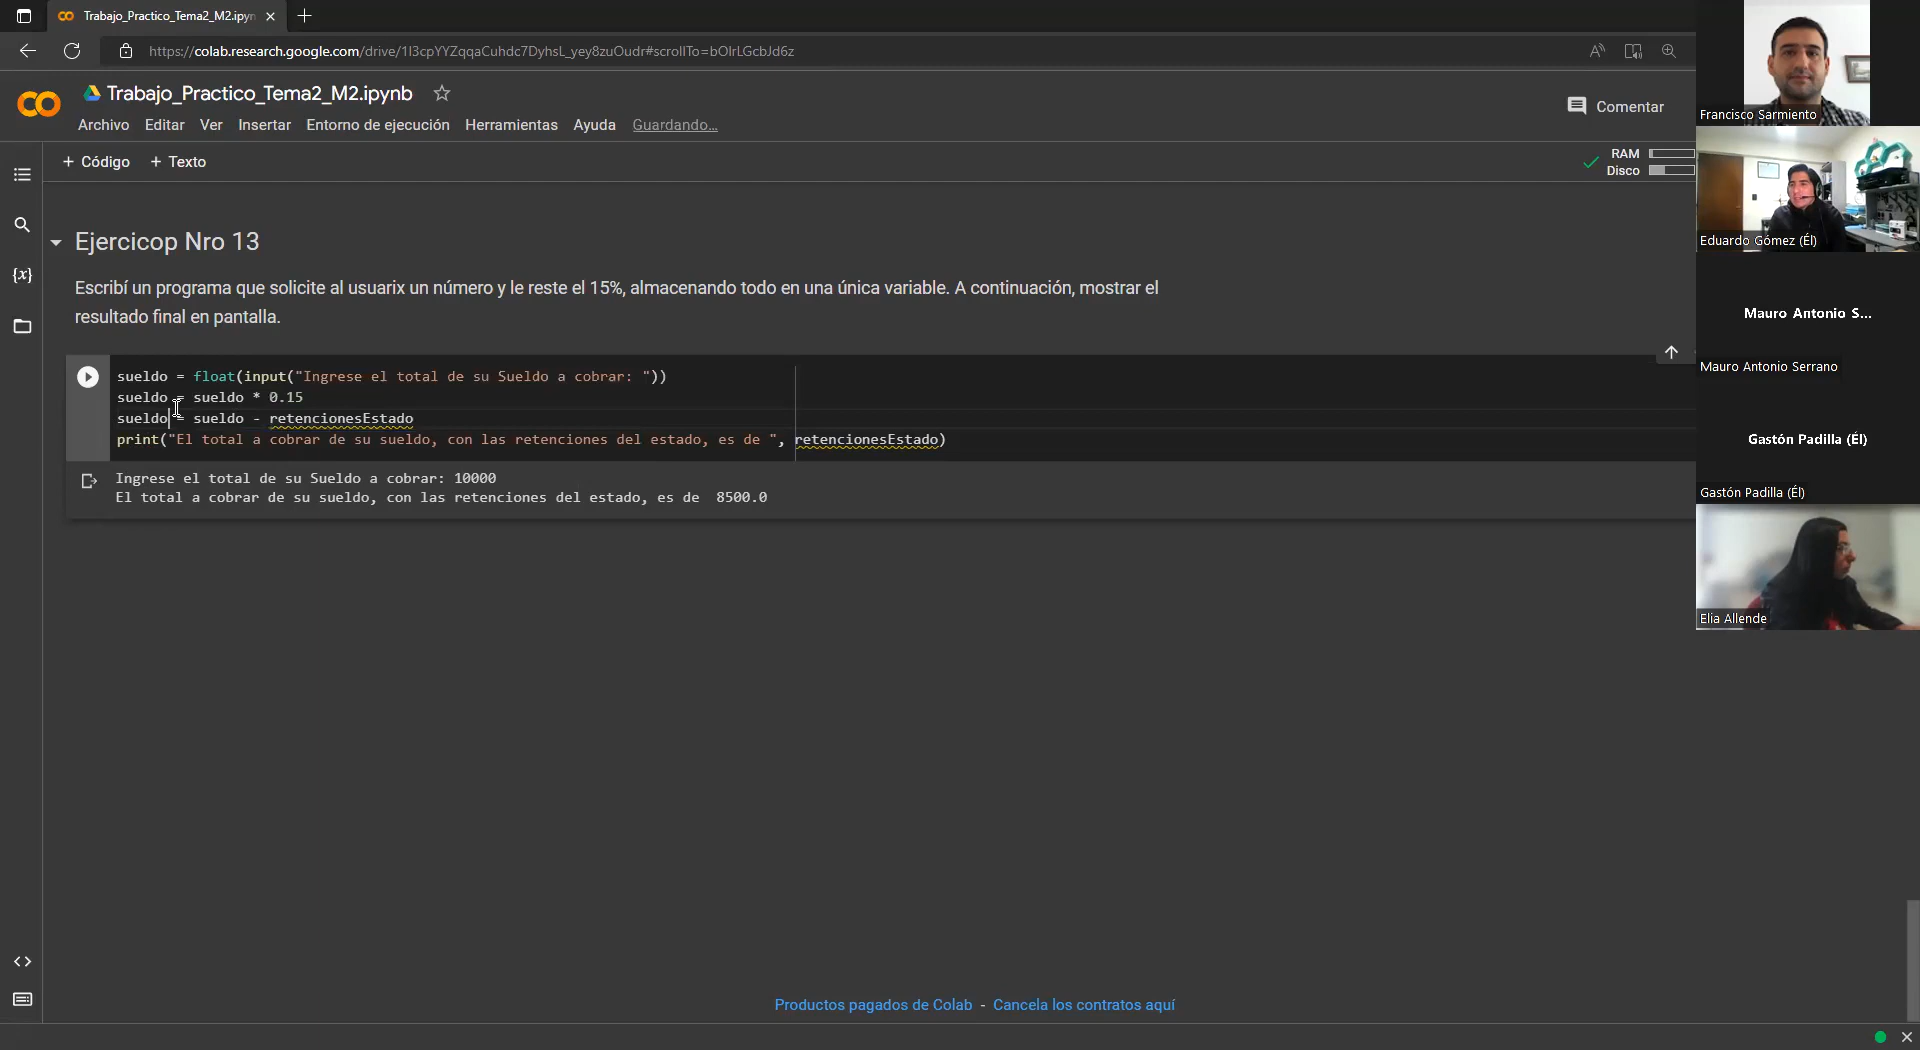 Trabajo_Practico_Tema2_M2.ipyn
https://colab.research.google.com/drive/1I3cpYYZqqaCuhdc7DyhsL_yey8zuOudr#scrollTo=bOIrLGcbJd6z
Trabajo_Practico_Tema2_M2.ipynb
Comentar
Archivo Editar Ver Insertar Entorno de ejecución Herramientas Ayuda Guardando...
+ Código + Texto
RAM
Disco
Ejercicop Nro 13
Escribí un programa que solicite al usuarix un número y le reste el 15%, almacenando todo en una única variable. A continuación, mostrar el
resultado final en pantalla.
sueldo = float(input("Ingrese el total de su Sueldo a cobrar: "))
sueldo = sueldo * 0.15
sueldo = sueldo - retencionesEstado
print("El total a cobrar de su sueldo, con las retenciones del estado, es de ", retencionesEstado)
Ingrese el total de su Sueldo a cobrar: 10000
El total a cobrar de su sueldo, con las retenciones del estado, es de  8500.0
Productos pagados de Colab - Cancela los contratos aquí
Francisco Sarmiento
Eduardo Gómez (Él)
Mauro Antonio S...
Mauro Antonio Serrano
Gastón Padilla (Él)
Gastón Padilla (Él)
Elía Allende